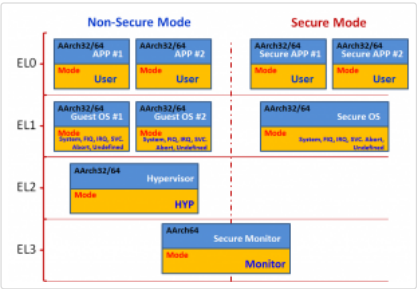 Non-Secure Mode
Secure Mode
EL0
AArch32/64
APP #1
Mode
User
AArch32/64
APP #2
Mode
User
AArch32/64
Secure APP #1
Mode
User
AArch32/64
Secure APP #2
Mode
User
EL1
AArch32/64
Guest OS #1
Mode
System, FIQ, IRQ, SVC.
Abort, Undefined
AArch32/64
Guest OS #2
Mode
System, FIQ, IRQ, SVC.
Abort, Undefined
AArch32/64
Secure OS
Mode
System, FIQ, IRQ, SVC. Abort,
Undefined
EL2
AArch32/64
Hypervisor
Mode
HYP
EL3
AArch64
Secure Monitor
Mode
Monitor